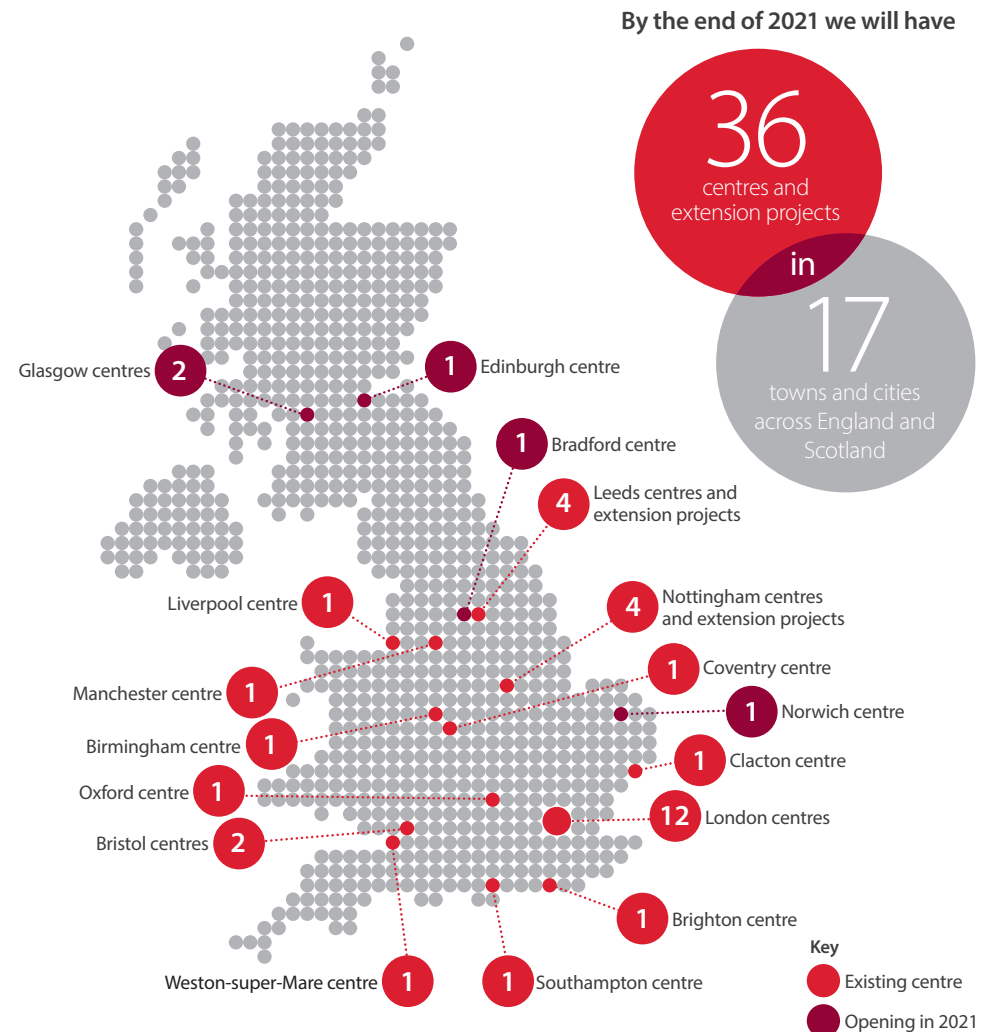 By the end of 2021 we will have
36
centres and
extension projects
in
17
towns and cities
across England and
Scotland
Glasgow centres
2
1
Edinburgh centre
1
Bradford centre
4
Leeds centres and
extension projects
Liverpool centre
1
4
Nottingham centres
and extension projects
Manchester centre
1
1
Coventry centre
Birmingham centre
1
1
Norwich centre
Oxford centre
1
1
Clacton centre
Bristol centres
2
12
London centres
1
Brighton centre
Weston-super-Mare centre
1
1
Southampton centre
Key
Existing centre
Opening in 2021